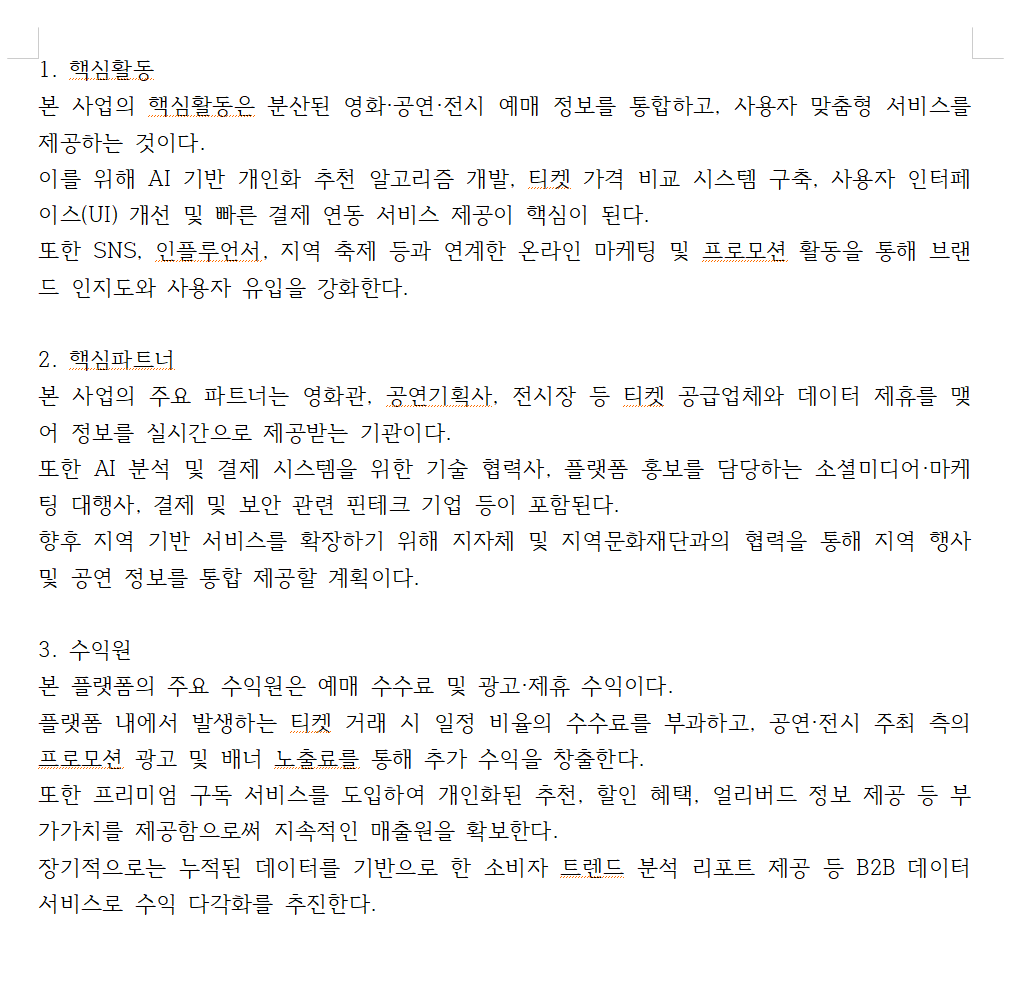 1. 핵심활동
본 사업의 핵심활동은 분산된 영화·공연·전시 예매 정보를 통합하고, 사용자 맞춤형 서비스를
제공하는 것이다.
이를 위해 AI 기반 개인화 추천 알고리즘 개발, 티켓 가격 비교 시스템 구축, 사용자 인터페
이스(UI) 개선 및 빠른 결제 연동 서비스 제공이 핵심이 된다.
또한 SNS, 인플루언서, 지역 축제 등과 연계한 온라인 마케팅 및 프로모션 활동을 통해 브랜
드 인지도와 사용자 유입을 강화한다.
2. 핵심파트너
본 사업의 주요 파트너는 영화관, 공연기획사, 전시장 등 티켓 공급업체와 데이터 제휴를 맺
어 정보를 실시간으로 제공받는 기관이다.
또한 AI 분석 및 결제 시스템을 위한 기술 협력사, 플랫폼 홍보를 담당하는 소셜미디어·마케
팅 대행사, 결제 및 보안 관련 핀테크 기업 등이 포함된다.
향후 지역 기반 서비스를 확장하기 위해 지자체 및 지역문화재단과의 협력을 통해 지역 행사
및 공연 정보를 통합 제공할 계획이다.
3. 수익원
본 플랫폼의 주요 수익원은 예매 수수료 및 광고·제휴 수익이다.
플랫폼 내에서 발생하는 티켓 거래 시 일정 비율의 수수료를 부과하고, 공연·전시 주최 측의
프로모션 광고 및 배너 노출료를 통해 추가 수익을 창출한다.
또한 프리미엄 구독 서비스를 도입하여 개인화된 추천, 할인 혜택, 얼리버드 정보 제공 등 부
가가치를 제공함으로써 지속적인 매출원을 확보한다.
장기적으로는 누적된 데이터를 기반으로 한 소비자 트렌드 분석 리포트 제공 등 B2B 데이터
서비스로 수익 다각화를 추진한다.